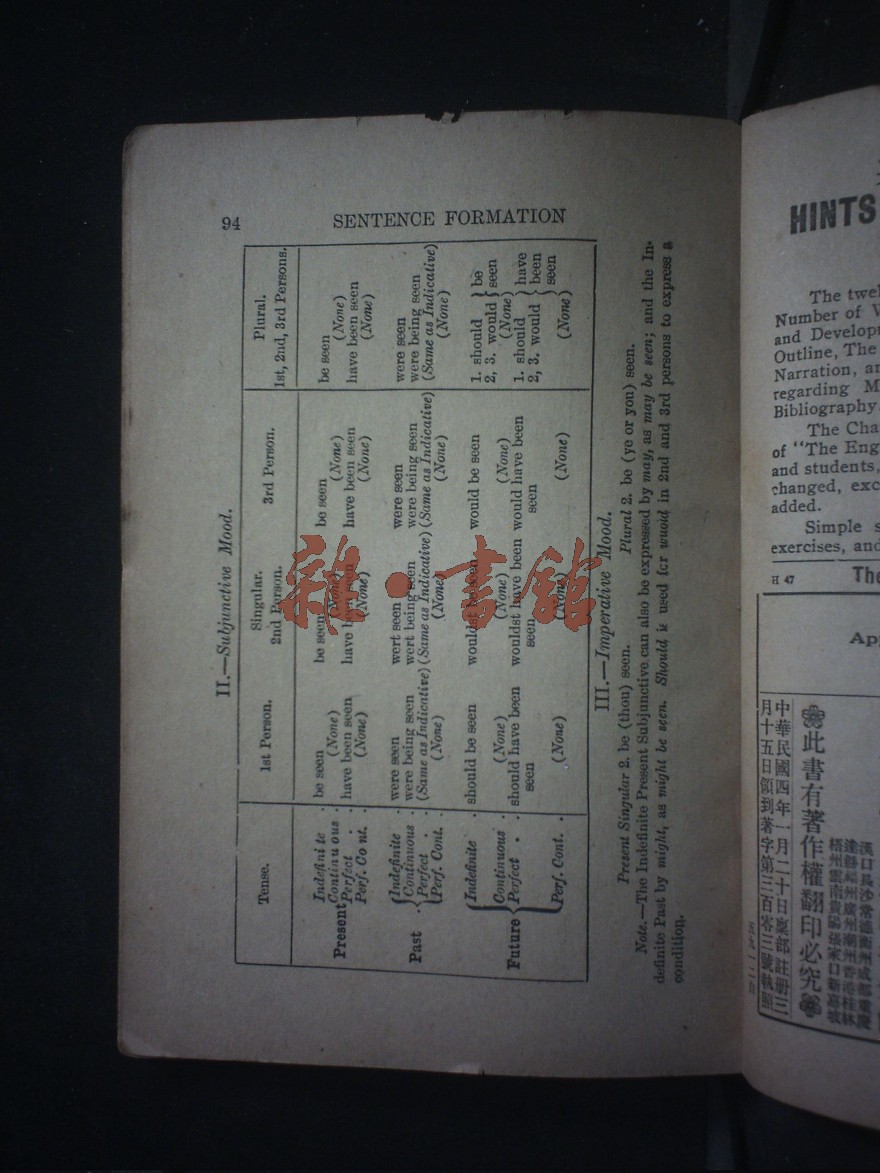 94 SENTENCE FORMATION
II.—Subjunctive Mood.
Tense. 1st Person. Singular. 2nd Person. 3rd Person. Plural. 1st, 2nd, 3rd Persons.
Present
Indefinite . be seen be seen be seen be seen
Continuous . (None) (None) (None) (None)
Perfect . . have been seen have been seen have been seen have been seen
Perf. Cont. . (None) (None) (None) (None)
Past
Indefinite . were seen wert seen were seen were seen
Continuous . were being seen wert being seen were being seen were being seen
Perfect . . (Same as Indicative) (Same as Indicative) (Same as Indicative) (Same as Indicative)
Perf. Cont. . (None) (None) (None) (None)
Future
Indefinite . should be seen wouldst be seen would be seen 1. should 2, 3. would } be seen
Continuous . (None) (None) (None) (None)
Perfect . . should have been seen wouldst have been seen would have been seen 1. should 2, 3. would } have been seen
Perf. Cont. . (None) (None) (None) (None)
III.—Imperative Mood.
Present Singular 2. be (thou) seen. Plural 2. be (ye or you) seen.
Note.—The Indefinite Present Subjunctive can also be expressed by may, as may be seen; and the In-
definite Past by might, as might be seen. Should is used for would in 2nd and 3rd persons to express a
condition.
HINTS
The twel
Number of V
and Develop
Outline, The
Narration, an
regarding M
Bibliography
The Cha
of "The Eng
and students,
changed, exc
added.
Simple s
exercises, and
H 47 The
App
此書有著作權翻印必究
中華民國四年一月二十日稟部註冊三
月十五日領到著字第三百零三號執照